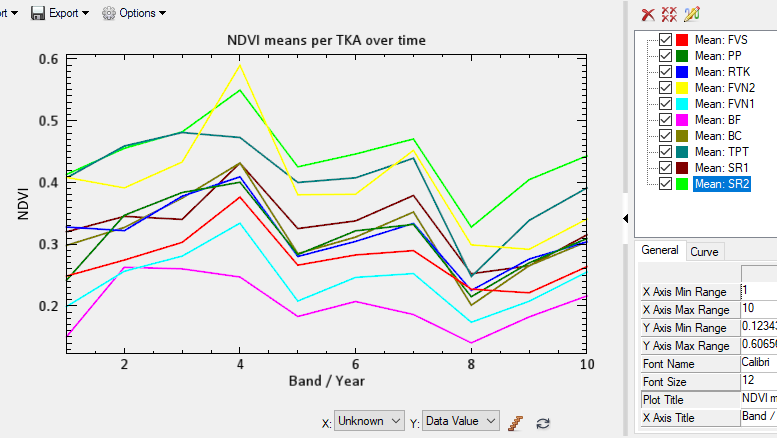 rt Export Options
NDVI means per TKA over time
0.6
0.5
0.4
0.3
0.2
NDVI
2 4 6 8 10
Band / Year
X: Unknown Y: Data Value
Mean: FVS
Mean: PP
Mean: RTK
Mean: FVN2
Mean: FVN1
Mean: BF
Mean: BC
Mean: TPT
Mean: SR1
Mean: SR2
General Curve
X Axis Min Range 1
X Axis Max Range 10
Y Axis Min Range 0.1234
Y Axis Max Range 0.6065
Font Name Calibri
Font Size 12
Plot Title NDVI m
X Axis Title Band /